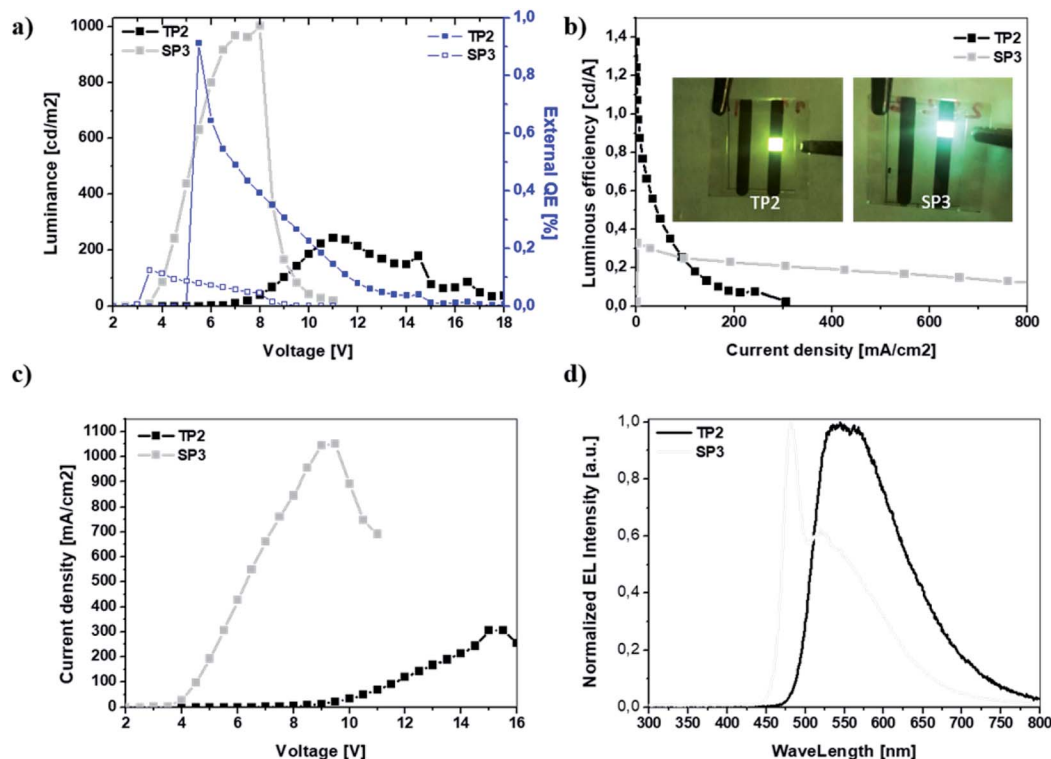 a)
Luminance [cd/m2]
1000
800
600
400
200
0
TP2
SP3
TP2
SP3
1,0
0,8
0,6
0,4
0,2
0,0
External QE [%]
2 4 6 8 10 12 14 16 18
Voltage [V]
b)
Luminous efficiency [cd/A]
1,4
1,2
1,0
0,8
0,6
0,4
0,2
0,0
TP2
SP3
TP2
SP3
0 200 400 600 800
Current density [mA/cm2]
c)
Current density [mA/cm2]
1100
1000
900
800
700
600
500
400
300
200
100
0
TP2
SP3
2 4 6 8 10 12 14 16
Voltage [V]
d)
Normalized EL Intensity [a.u.]
TP2
SP3
1,0
0,8
0,6
0,4
0,2
0,0
300 350 400 450 500 550 600 650 700 750 800
WaveLength [nm]